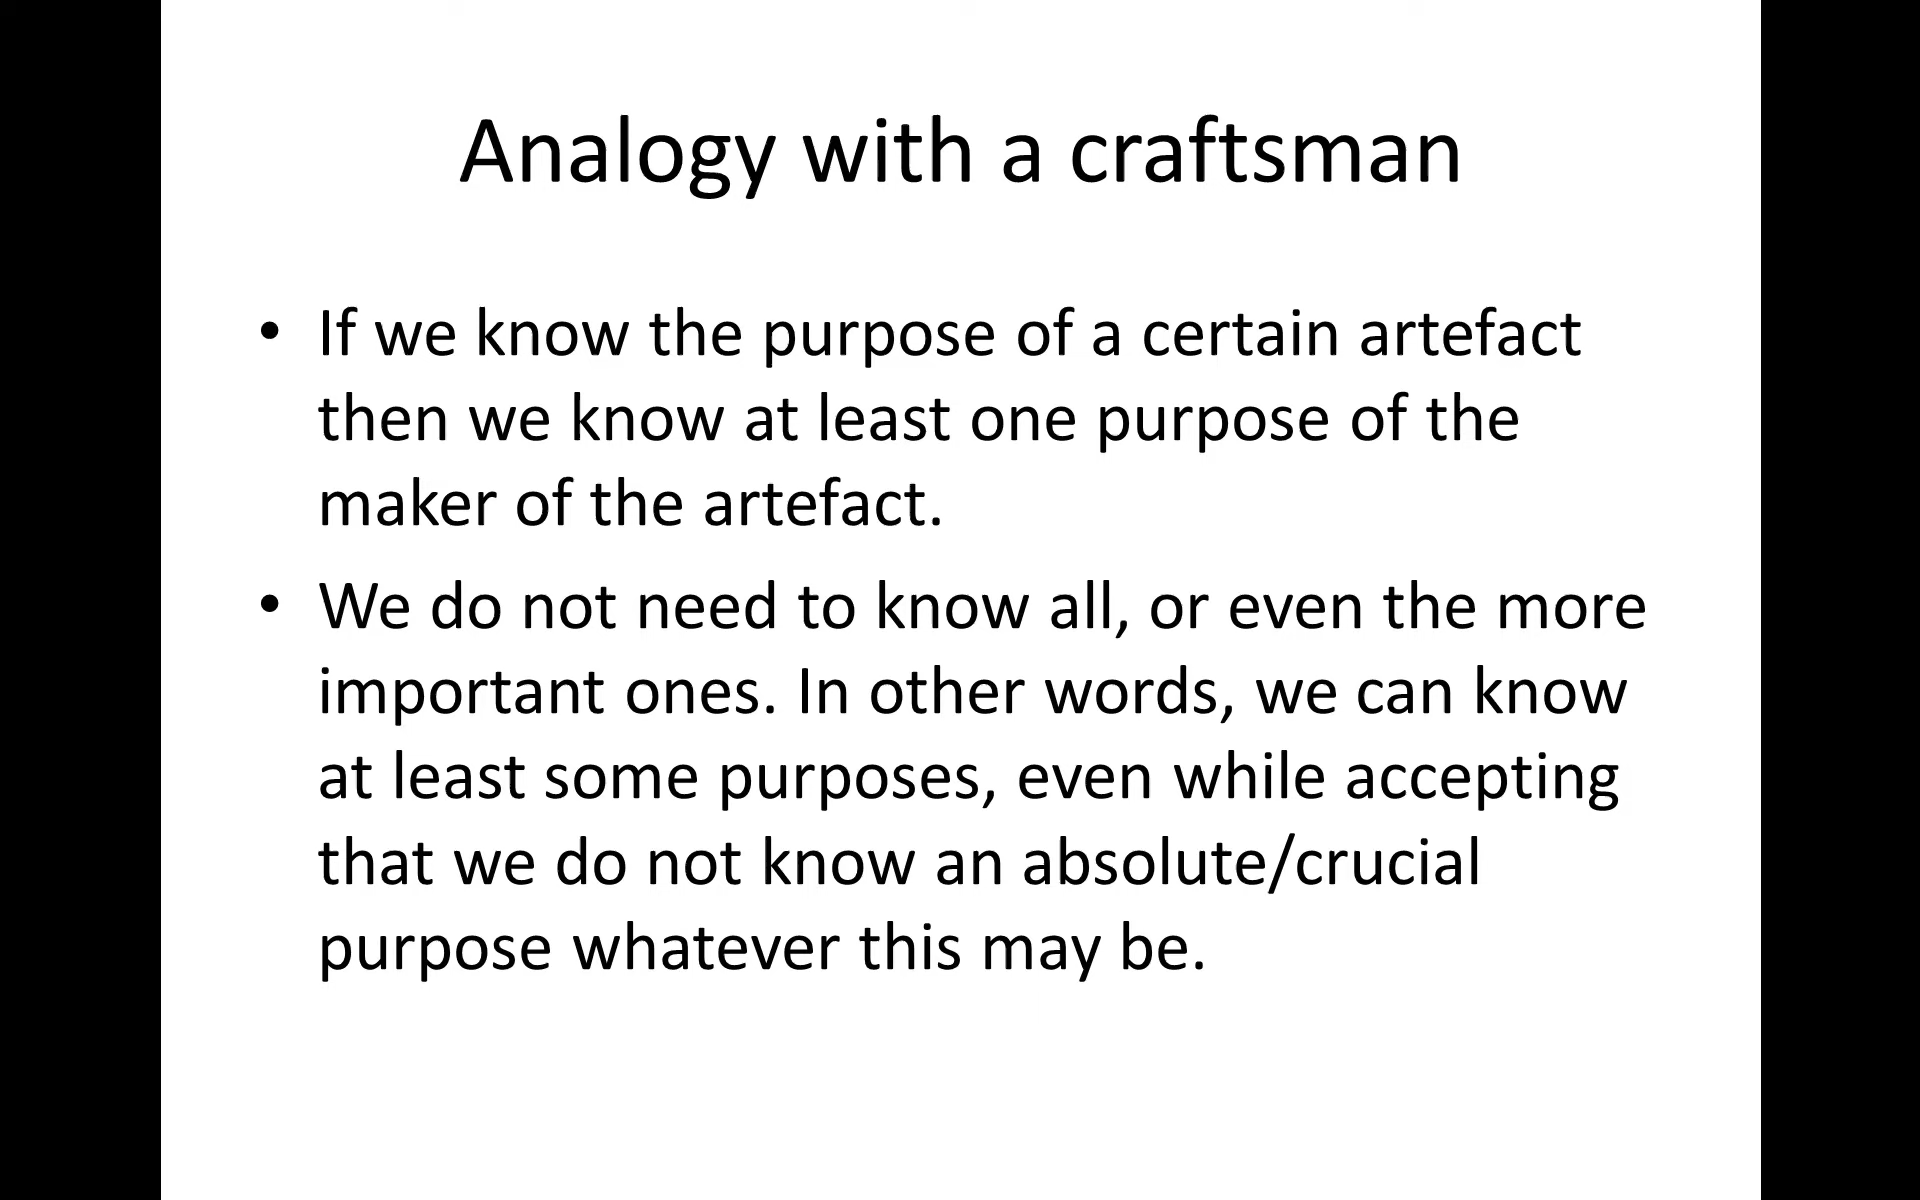 Analogy with a craftsman
• If we know the purpose of a certain artefact
then we know at least one purpose of the
maker of the artefact.
• We do not need to know all, or even the more
important ones. In other words, we can know
at least some purposes, even while accepting
that we do not know an absolute/crucial
purpose whatever this may be.